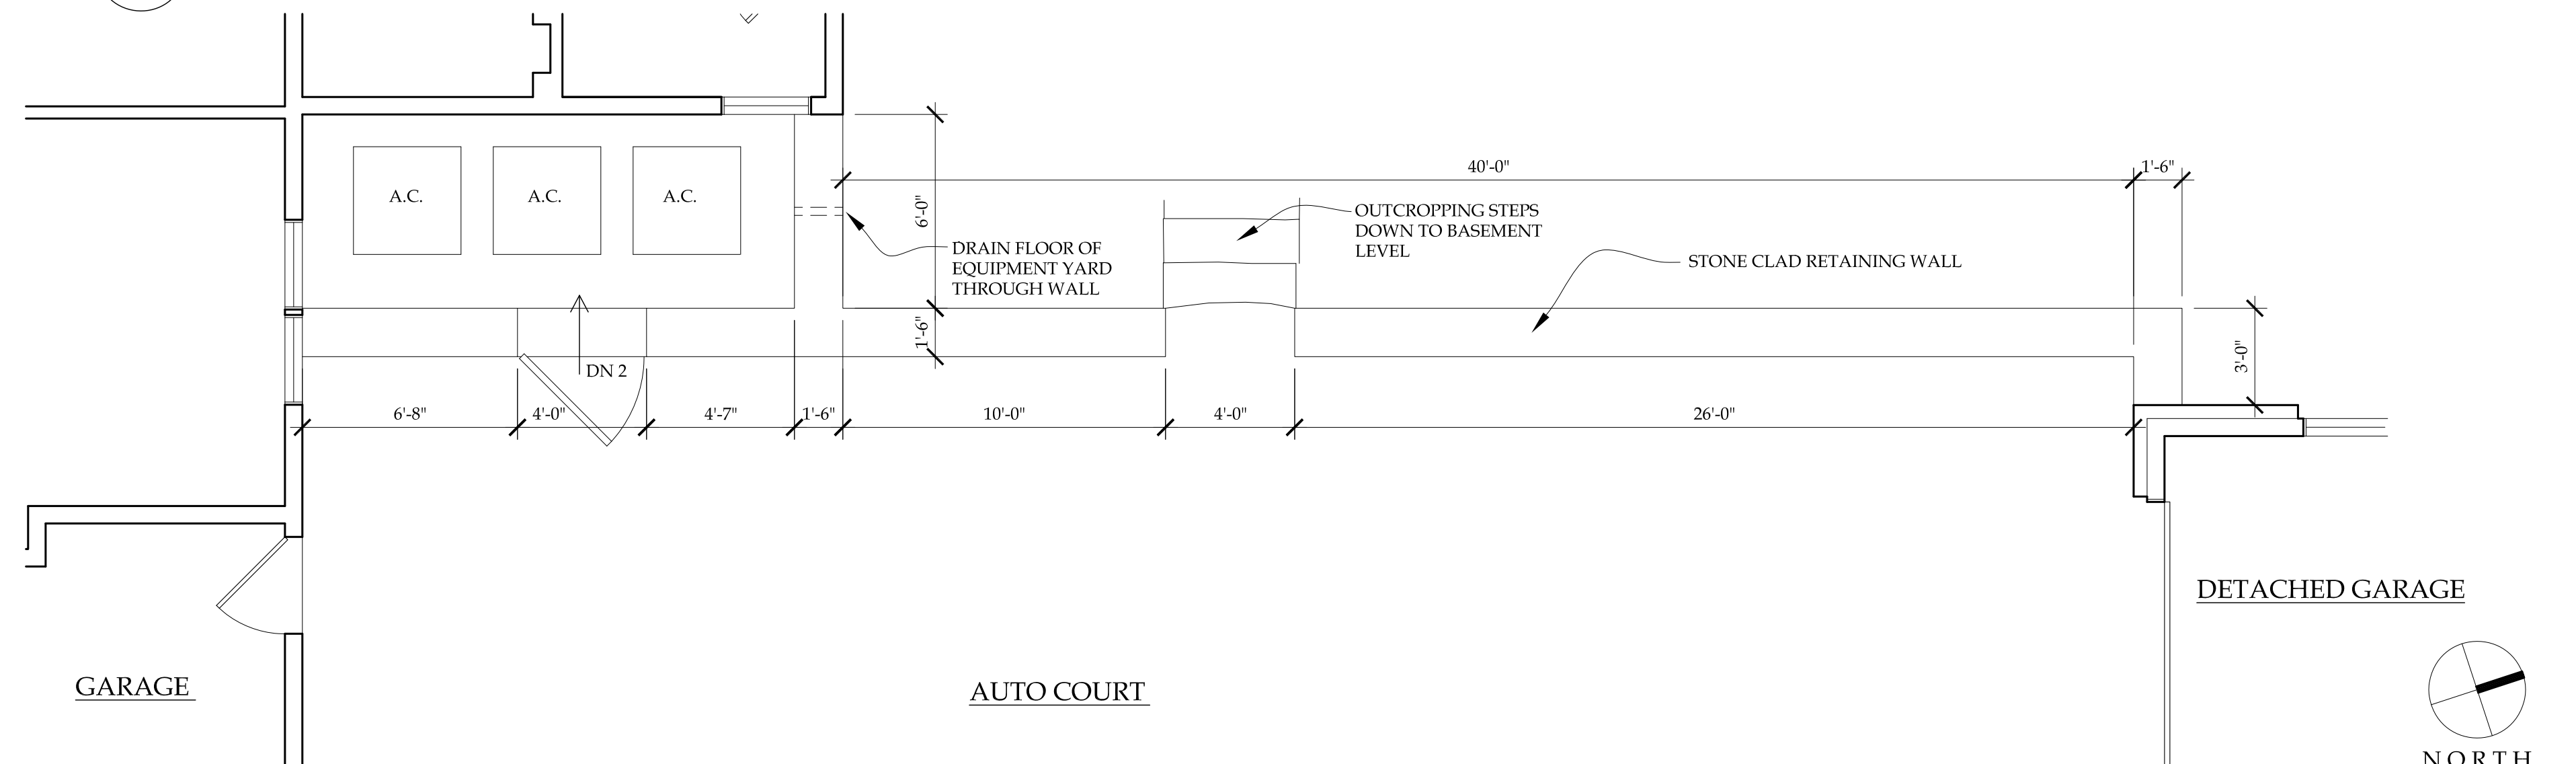 40'-0"
1'-6"
A.C.
A.C.
A.C.
6'-0"
OUTCROPPING STEPS
DOWN TO BASEMENT
LEVEL
DRAIN FLOOR OF
EQUIPMENT YARD
THROUGH WALL
STONE CLAD RETAINING WALL
1'-6"
3'-0"
DN 2
6'-8"
4'-0"
4'-7"
1'-6"
10'-0"
4'-0"
26'-0"
DETACHED GARAGE
GARAGE
AUTO COURT
NORTH